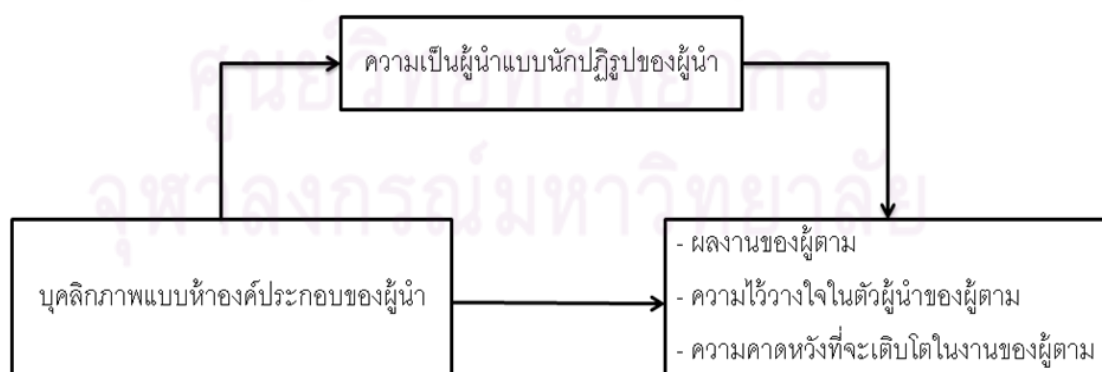 ความเป็นผู้นำแบบนักปฏิรูปของผู้นำ
ศูนย์วิทยทรัพยากร
จุฬาลงกรณ์มหาวิทยาลัย
บุคลิกภาพแบบห้าองค์ประกอบของผู้นำ
- ผลงานของผู้ตาม
- ความไว้วางใจในตัวผู้นำของผู้ตาม
- ความคาดหวังที่จะเติบโตในงานของผู้ตาม